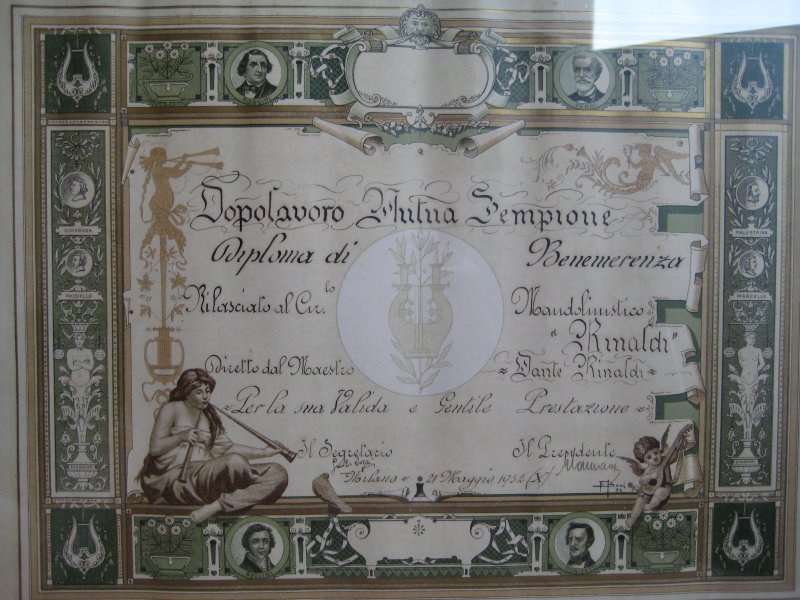 Dopolavoro Mutua Sempione
Diploma di Benemerenza
Rilasciato al Cir.lo Mandolinistico
"Rinaldi"
Diretto dal Maestro = Dante Rinaldi =
= Per la sua Valida e Gentile Prestazione =
Il Segretario Il Presidente
Milano 21 Maggio 1932 (X)
CIMAROSA
PAISIELLO
PALESTRINA
MARCELLO